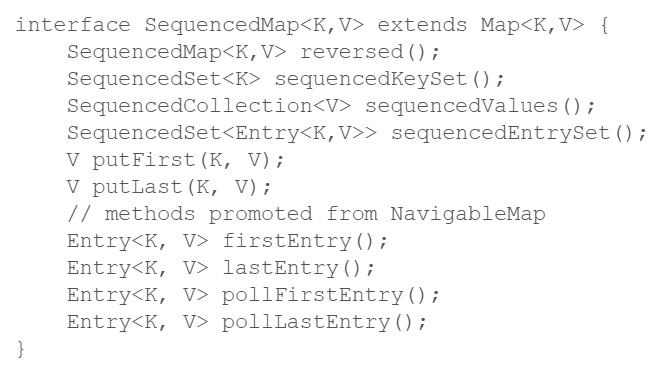 interface SequencedMap<K,V> extends Map<K,V> {
    SequencedMap<K,V> reversed();
    SequencedSet<K> sequencedKeySet();
    SequencedCollection<V> sequencedValues();
    SequencedSet<Entry<K,V>> sequencedEntrySet();
    V putFirst(K, V);
    V putLast(K, V);
    // methods promoted from NavigableMap
    Entry<K, V> firstEntry();
    Entry<K, V> lastEntry();
    Entry<K, V> pollFirstEntry();
    Entry<K, V> pollLastEntry();
}